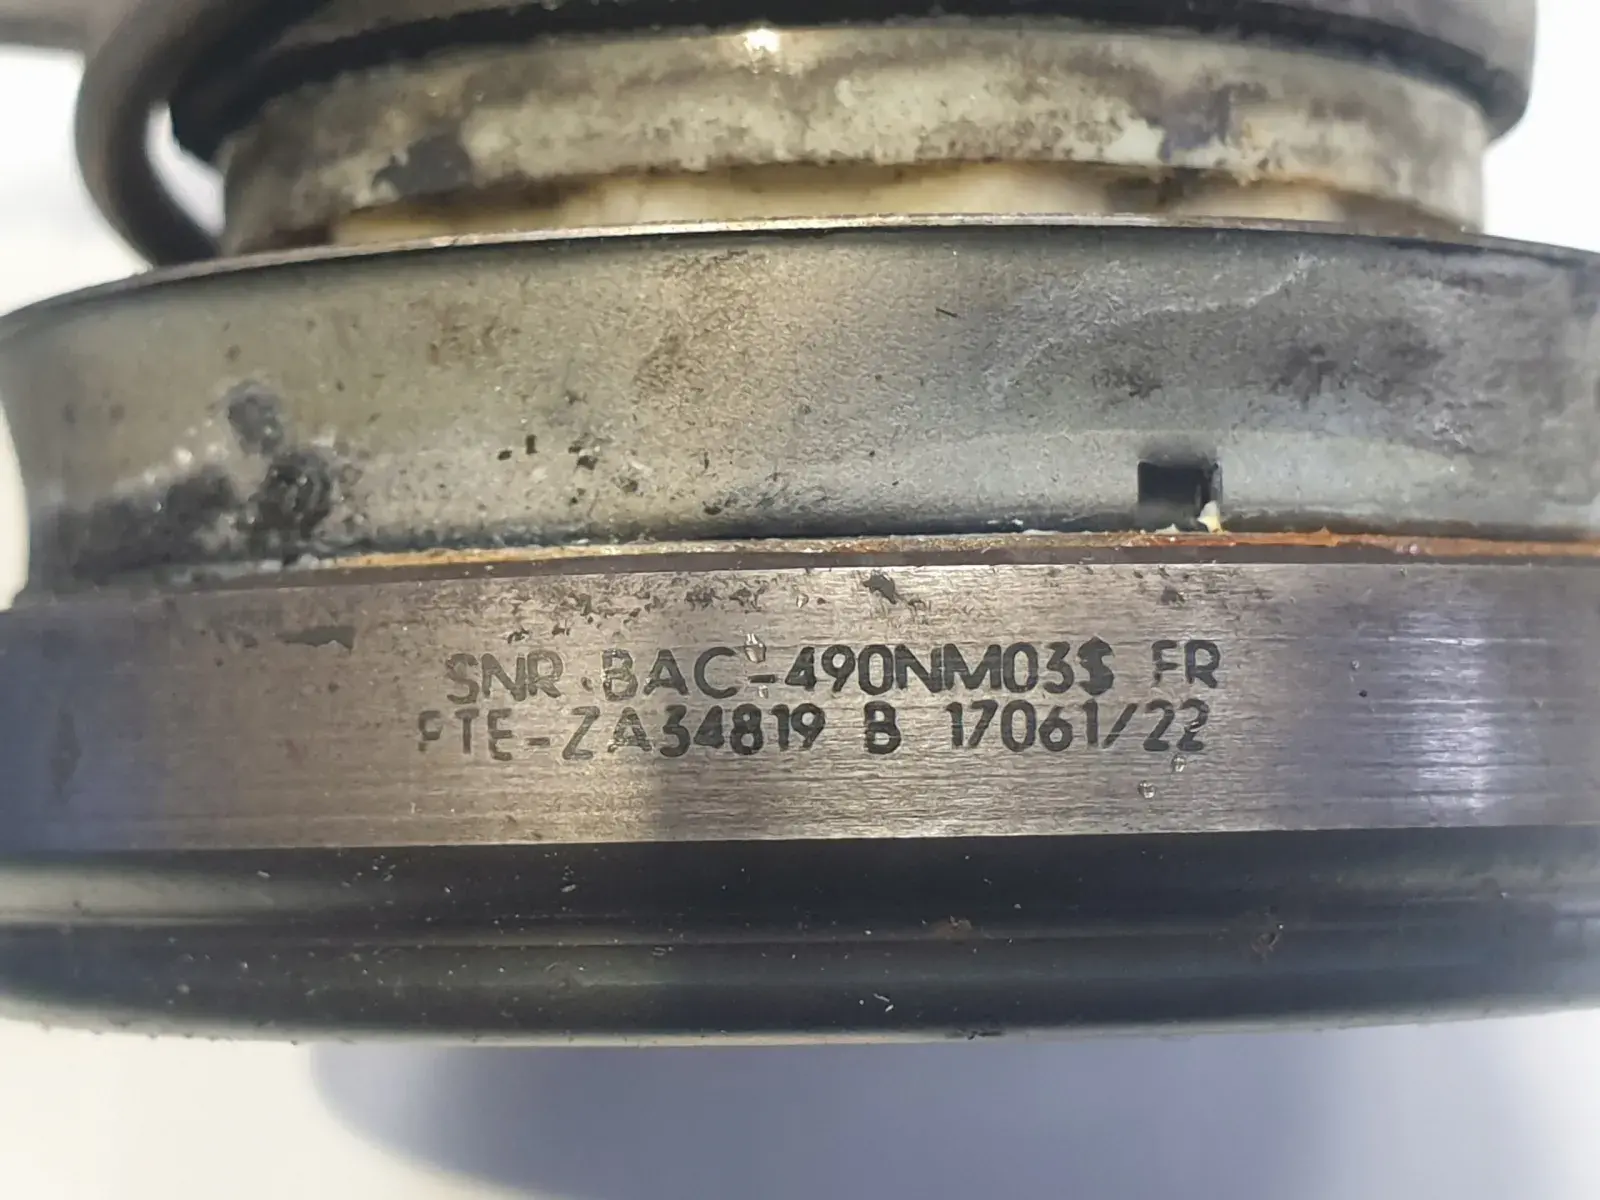 SNR BAC-490NM03S FR
PTE-ZA34819 B 17061/22